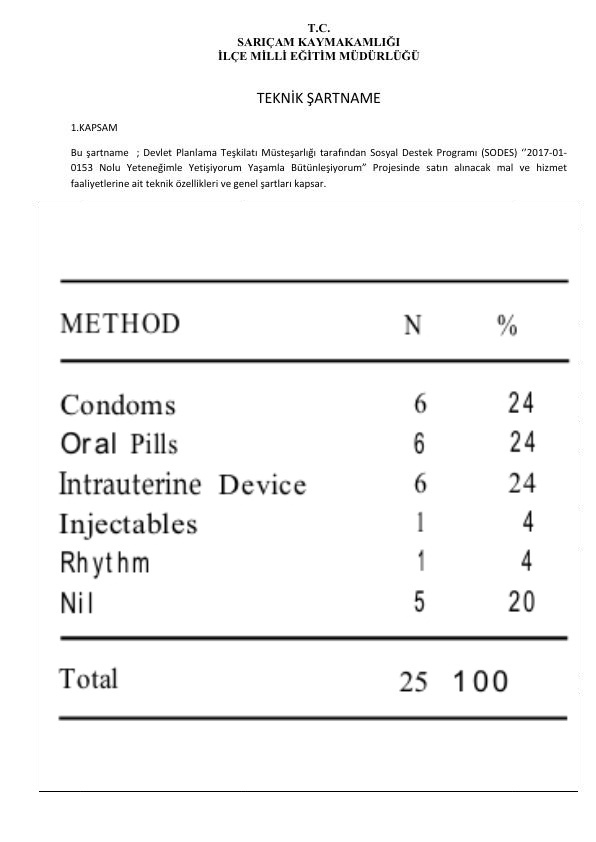 T.C.
SARIÇAM KAYMAKAMLIĞI
İLÇE MİLLİ EĞİTİM MÜDÜRLÜĞÜ
TEKNİK ŞARTNAME
1.KAPSAM
Bu şartname ; Devlet Planlama Teşkilatı Müsteşarlığı tarafından Sosyal Destek Programı (SODES) ‘’2017-01-
0153 Nolu Yeteneğimle Yetişiyorum Yaşamla Bütünleşiyorum” Projesinde satın alınacak mal ve hizmet
faaliyetlerine ait teknik özellikleri ve genel şartları kapsar.
METHOD N %
Condoms 6 24
Oral Pills 6 24
Intrauterine Device 6 24
Injectables 1 4
Rhythm 1 4
Nil 5 20
Total 25 100